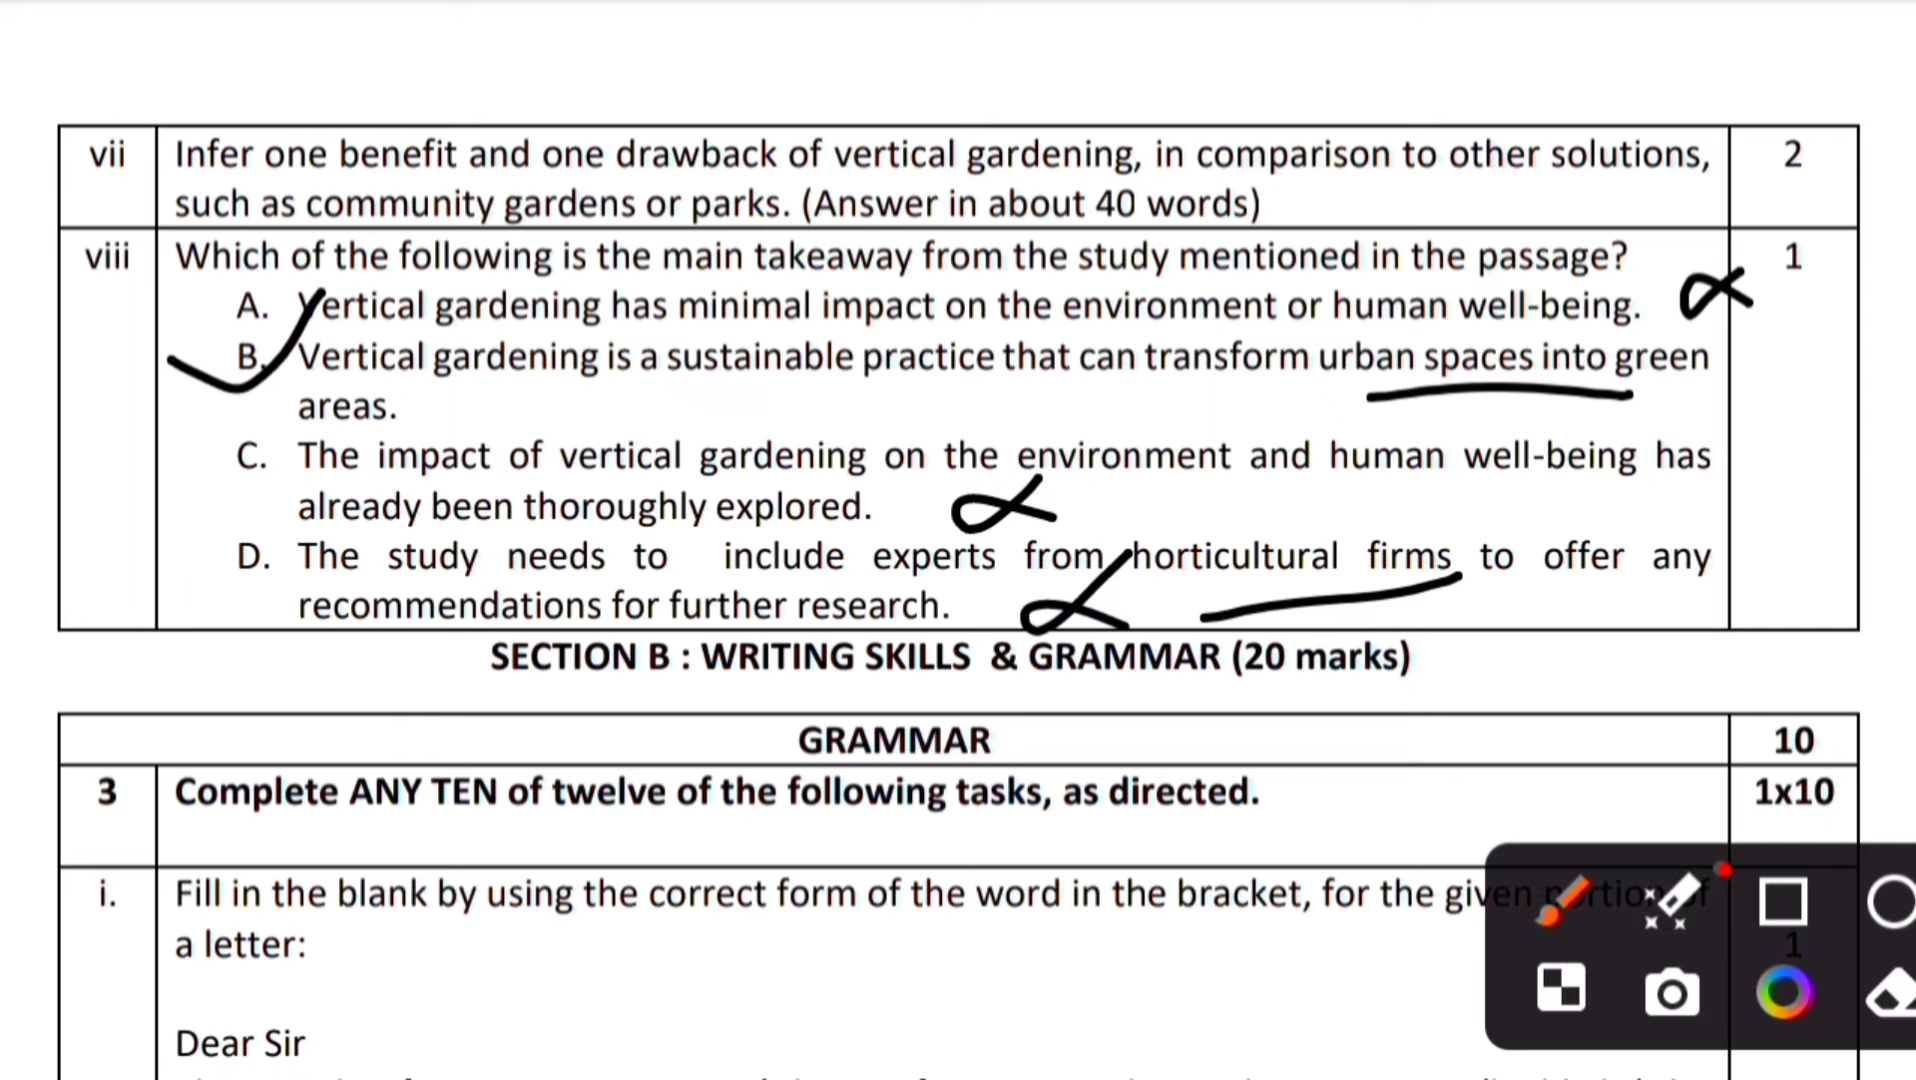 vii Infer one benefit and one drawback of vertical gardening, in comparison to other solutions, 2
such as community gardens or parks. (Answer in about 40 words)
viii Which of the following is the main takeaway from the study mentioned in the passage? 1
A. Vertical gardening has minimal impact on the environment or human well-being.
B. Vertical gardening is a sustainable practice that can transform urban spaces into green
areas.
C. The impact of vertical gardening on the environment and human well-being has
already been thoroughly explored.
D. The study needs to include experts from horticultural firms to offer any
recommendations for further research.
SECTION B : WRITING SKILLS & GRAMMAR (20 marks)
GRAMMAR 10
3 Complete ANY TEN of twelve of the following tasks, as directed. 1x10
i. Fill in the blank by using the correct form of the word in the bracket, for the given portion of
a letter: 1
Dear Sir